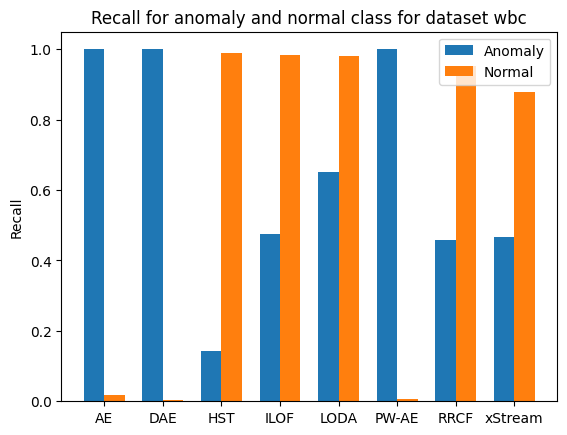 Recall for anomaly and normal class for dataset wbc
Anomaly
Normal
Recall
1.0
0.8
0.6
0.4
0.2
0.0
AE DAE HST ILOF LODA PW-AE RRCF xStream